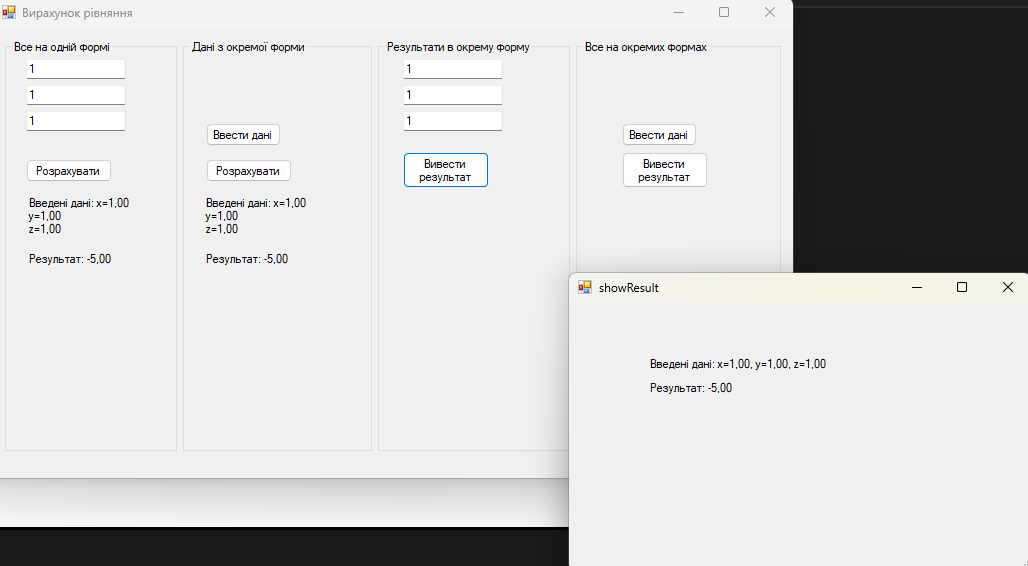 Вирахунок рівняння
Все на одній формі
1
1
1
Розрахувати
Введені дані: x=1,00
y=1,00
z=1,00
Результат: -5,00
Дані з окремої форми
Ввести дані
Розрахувати
Введені дані: x=1,00
y=1,00
z=1,00
Результат: -5,00
Результати в окрему форму
1
1
1
Вивести
результат
Все на окремих формах
Ввести дані
Вивести
результат
showResult
Введені дані: x=1,00, y=1,00, z=1,00
Результат: -5,00